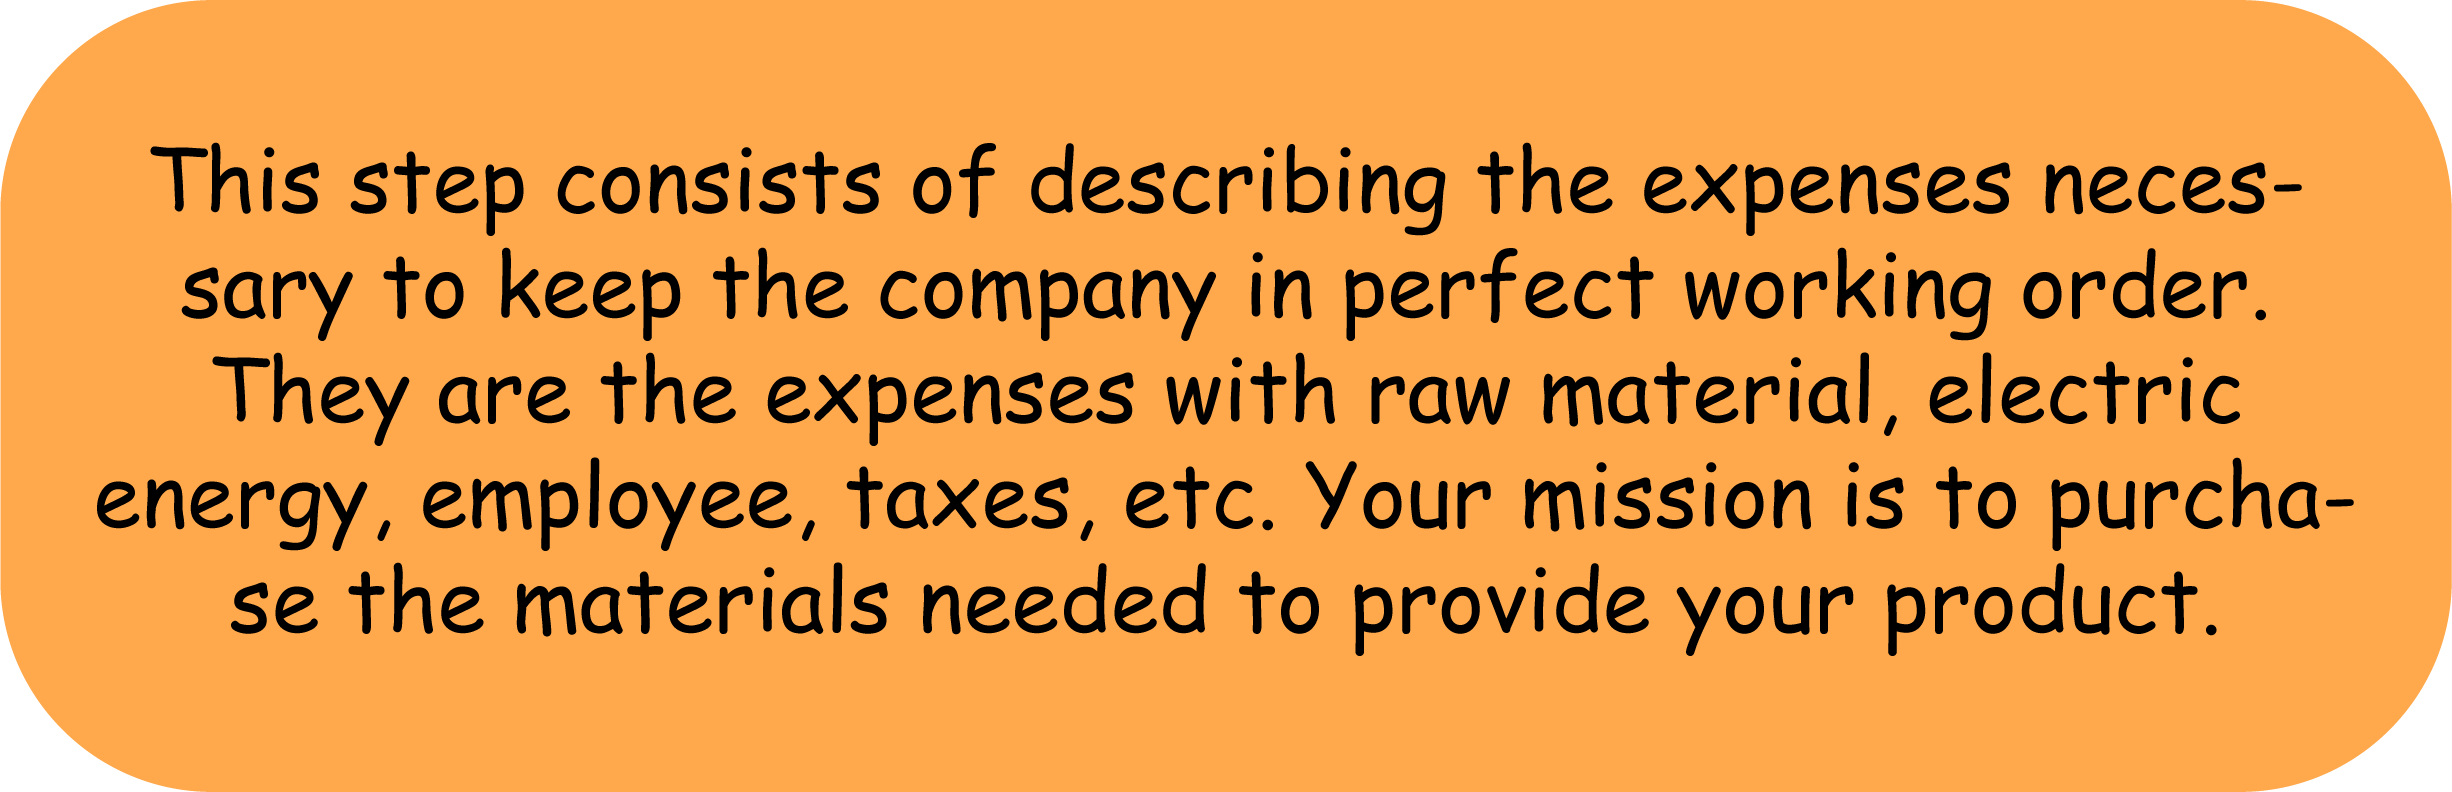 This step consists of describing the expenses neces-
sary to keep the company in perfect working order.
They are the expenses with raw material, electric
energy, employee, taxes, etc. Your mission is to purcha-
se the materials needed to provide your product.